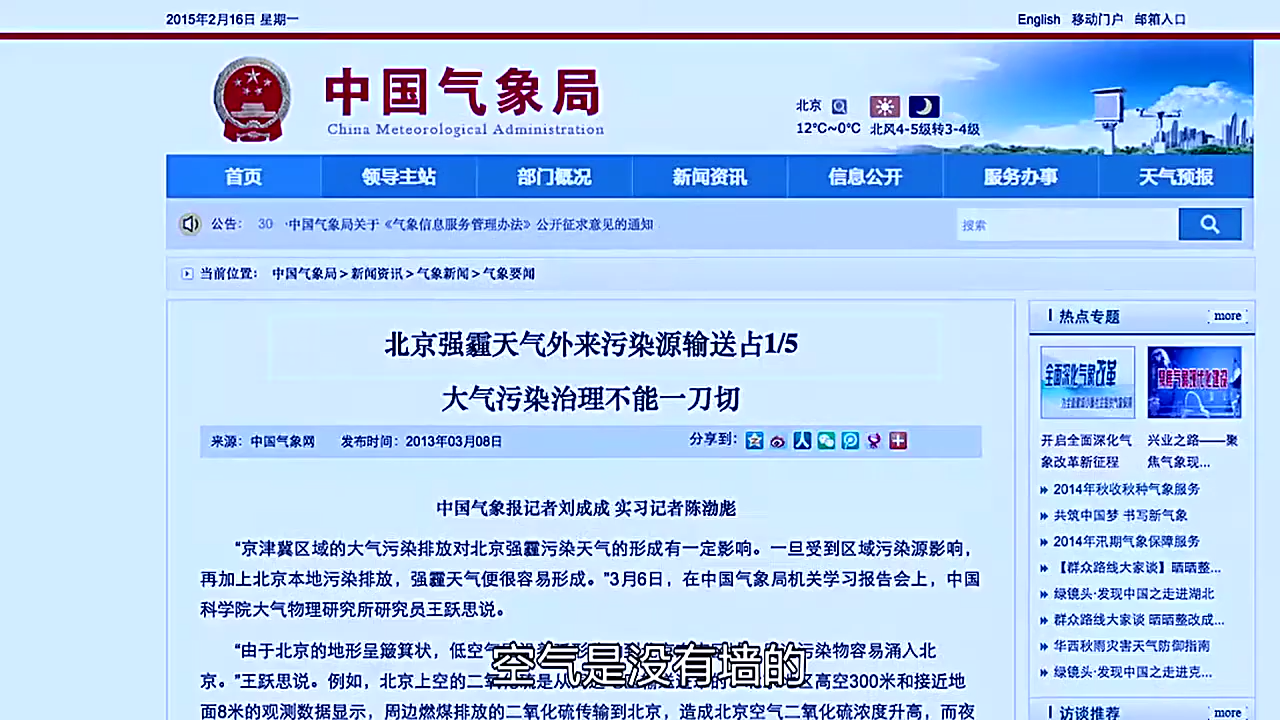 2015年2月16日 星期一
English 移动门户 邮箱入口
中国气象局
China Meteorological Administration
北京
12℃~0℃ 北风4-5级转3-4级
首页 领导主站 部门概况 新闻资讯 信息公开 服务办事 天气预报
公告: 30 ·中国气象局关于《气象信息服务管理办法》公开征求意见的通知
搜索
当前位置: 中国气象局 > 新闻资讯 > 气象新闻 > 气象要闻
北京强霾天气外来污染源输送占1/5
大气污染治理不能一刀切
来源: 中国气象网 发布时间: 2013年03月08日 分享到:
中国气象报记者刘成成 实习记者陈渤彪
“京津冀区域的大气污染排放对北京强霾污染天气的形成有一定影响。一旦受到区域污染源影响，
再加上北京本地污染排放，强霾天气便很容易形成。”3月6日，在中国气象局机关学习报告会上，中国
科学院大气物理研究所研究员王跃思说。
“由于北京的地形呈簸箕状，低空 污染物容易涌入北
京。”王跃思说。例如，北京上空的二 高空300米和接近地
面8米的观测数据显示，周边燃煤排放的二氧化硫传输到北京，造成北京空气二氧化硫浓度升高，而夜
空气是没有墙的
热点专题 more
全面深化气象改革
聚焦气象现代化建设
开启全面深化气
象改革新征程
兴业之路——聚
焦气象现...
2014年秋收秋种气象服务
共筑中国梦 书写新气象
2014年汛期气象保障服务
【群众路线大家谈】晒晒整...
绿镜头·发现中国之走进湖北
群众路线大家谈 晒晒整改成...
华西秋雨灾害天气防御指南
绿镜头·发现中国之走进克...
访谈推荐 more